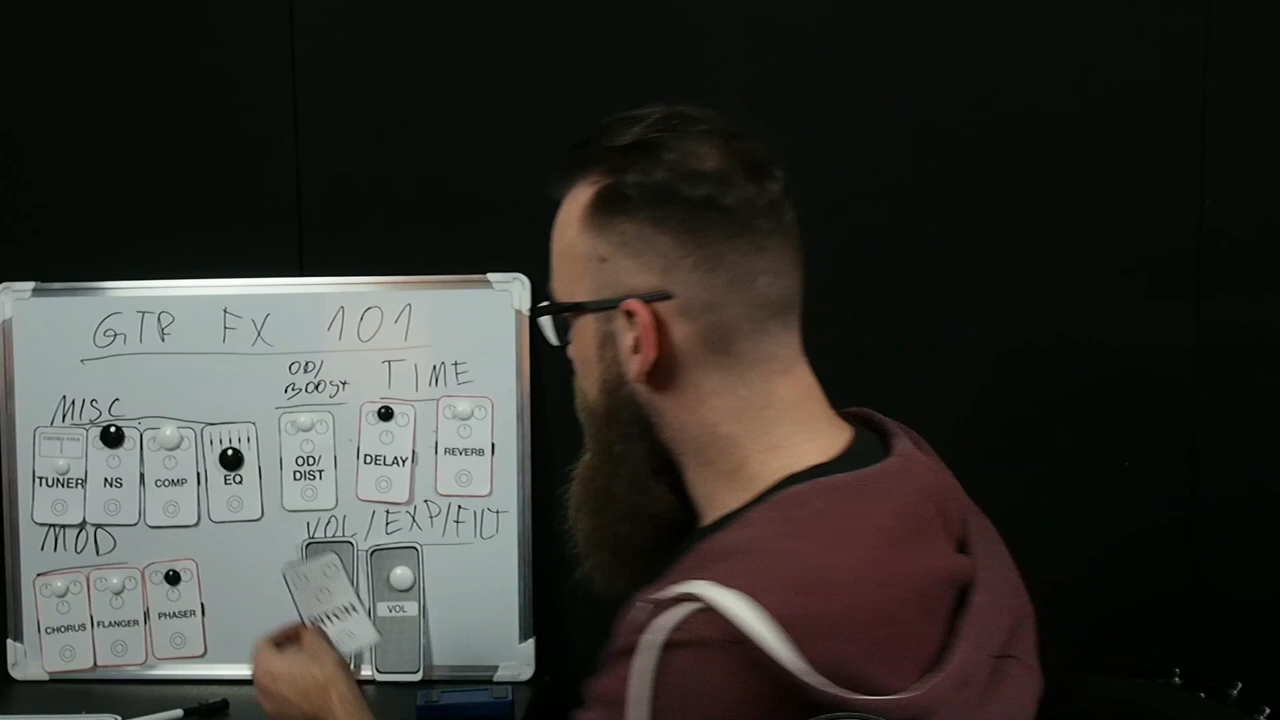 GTR FX 101
OD/
BOOST
TIME
MISC
TUNER
NS
COMP
EQ
OD/
DIST
DELAY
REVERB
VOL/EXP/FILT
MOD
CHORUS
FLANGER
PHASER
VOL